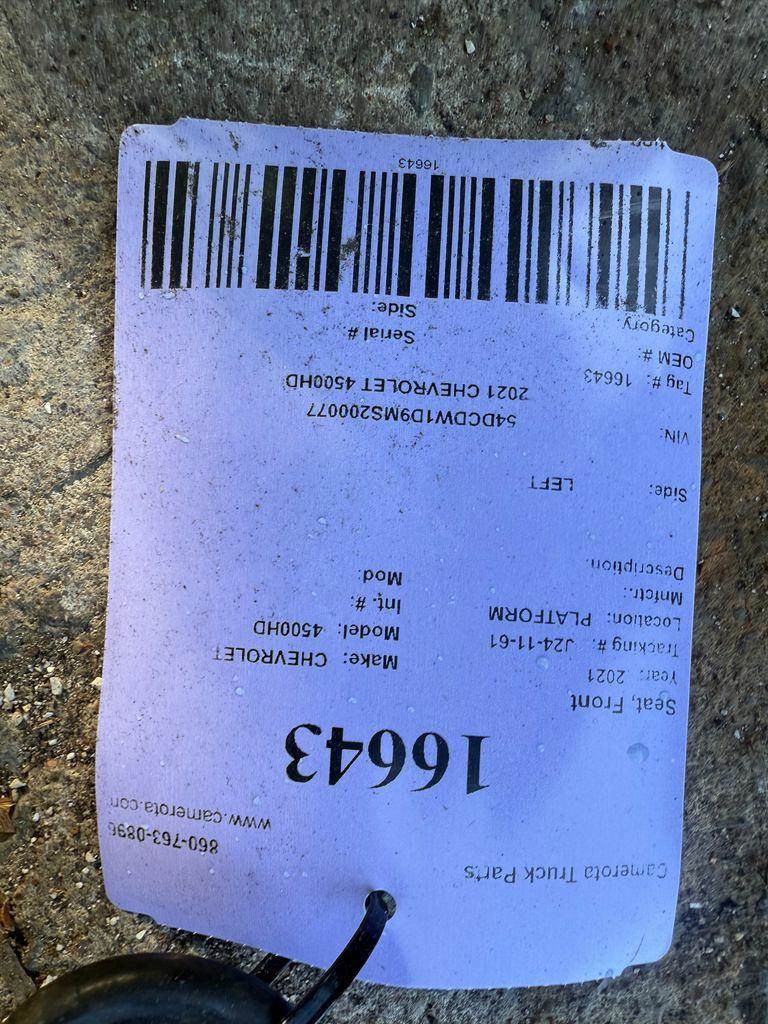 Camerota Truck Parts
860-763-0896
www.camerota.com
16643
Seat, Front
Year: 2021 Make: CHEVROLET
Tracking #: J24-11-61 Model: 4500HD
Location: PLATFORM Int. #:
Mnfctr.: Mod:
Description:
Side: LEFT
VIN: 54DCDW1D9MS200077
2021 CHEVROLET 4500HD
Tag #: 16643
OEM #: Serial #
Category Side:
16643